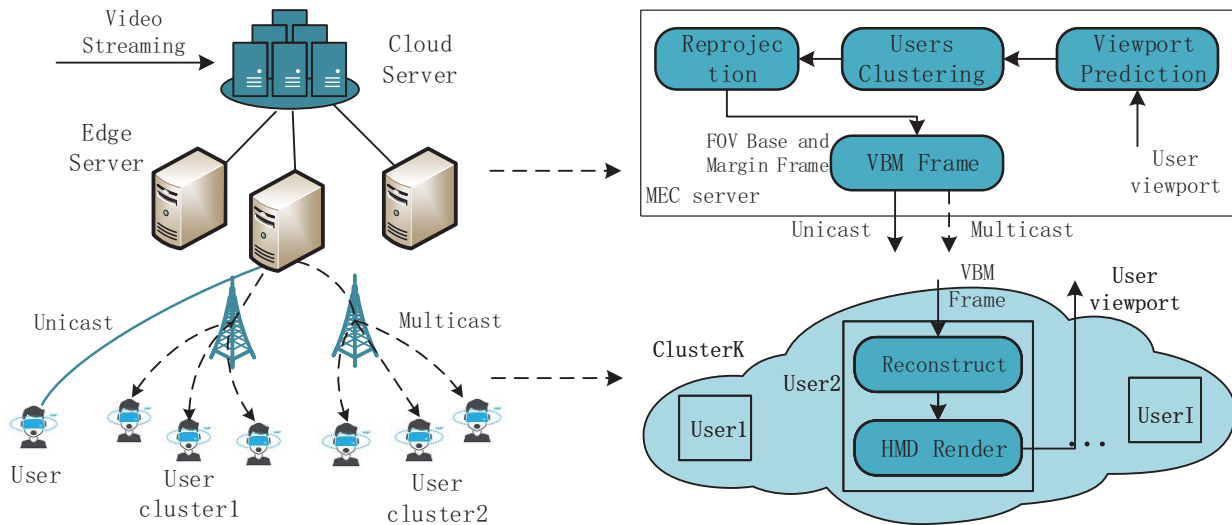 Video
Streaming
Cloud
Server
Edge
Server
Unicast
Multicast
User
User
cluster1
User
cluster2
Reprojec
tion
Users
Clustering
Viewport
Prediction
FOV Base and
Margin Frame
VBM Frame
User
viewport
MEC server
Unicast
Multicast
VBM
Frame
User
viewport
ClusterK
User2
Reconstruct
User1
HMD Render
...
UserI